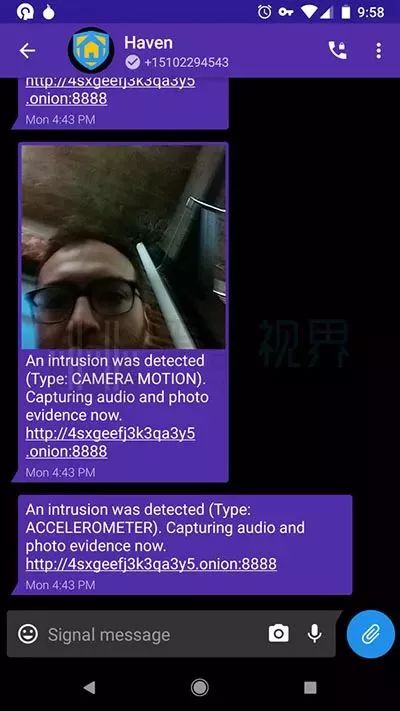 9:58
Haven
+15102294543
http://4sxgeefj3k3qa3y5
.onion:8888
Mon 4:43 PM
An intrusion was detected
(Type: CAMERA MOTION).
Capturing audio and photo
evidence now.
http://4sxgeefj3k3qa3y5
.onion:8888
Mon 4:43 PM
视界
An intrusion was detected (Type:
ACCELEROMETER). Capturing audio and
photo evidence now.
http://4sxgeefj3k3qa3y5.onion:8888
Mon 4:43 PM
Signal message